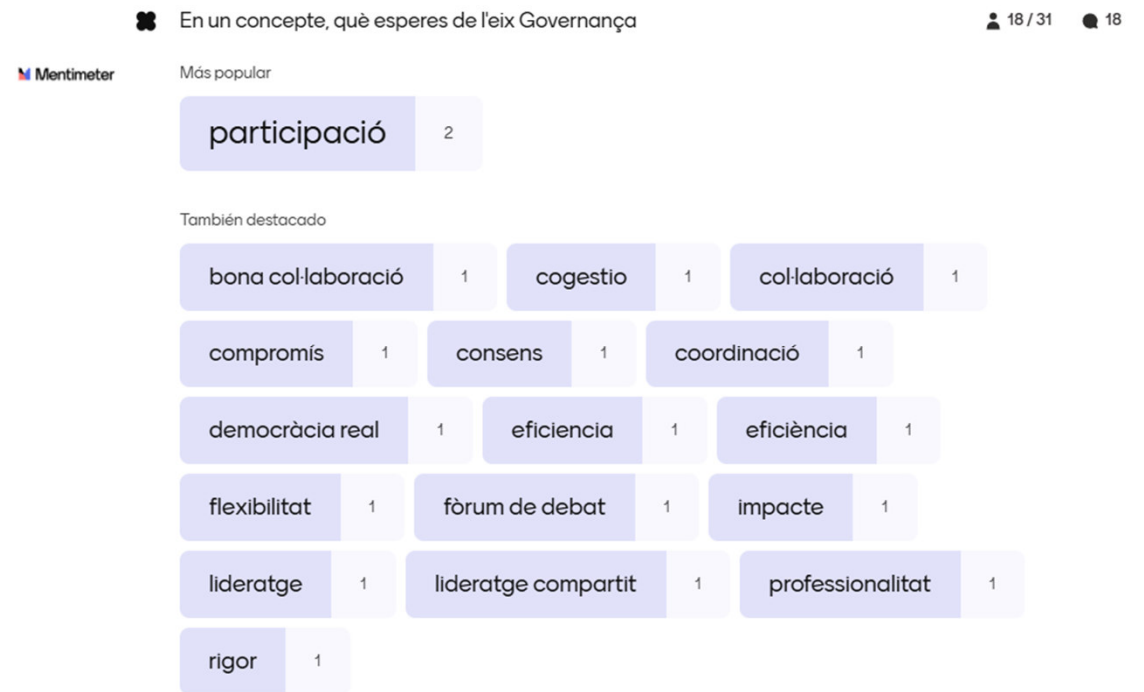 En un concepte, què esperes de l'eix Governança
18 / 31
18
Mentimeter
Más popular
participació 2
También destacado
bona col·laboració 1 cogestio 1 col·laboració 1
compromís 1 consens 1 coordinació 1
democràcia real 1 eficiencia 1 eficiència 1
flexibilitat 1 fòrum de debat 1 impacte 1
lideratge 1 lideratge compartit 1 professionalitat 1
rigor 1